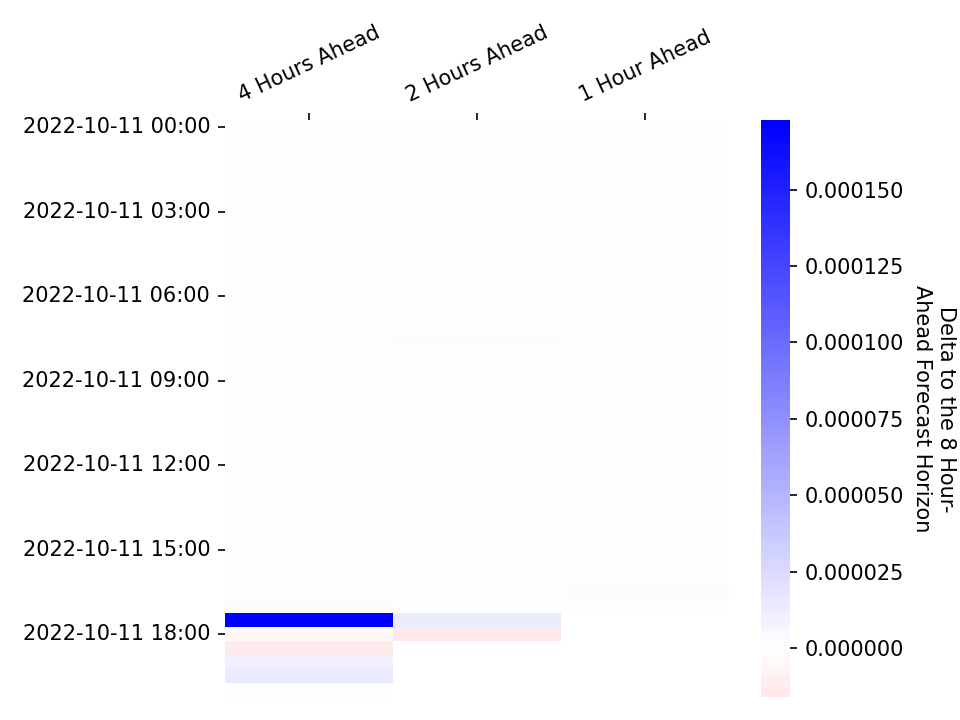 4 Hours Ahead
2 Hours Ahead
1 Hour Ahead
2022-10-11 00:00
2022-10-11 03:00
2022-10-11 06:00
2022-10-11 09:00
2022-10-11 12:00
2022-10-11 15:00
2022-10-11 18:00
0.000150
0.000125
0.000100
0.000075
0.000050
0.000025
0.000000
Delta to the 8 Hour-
Ahead Forecast Horizon